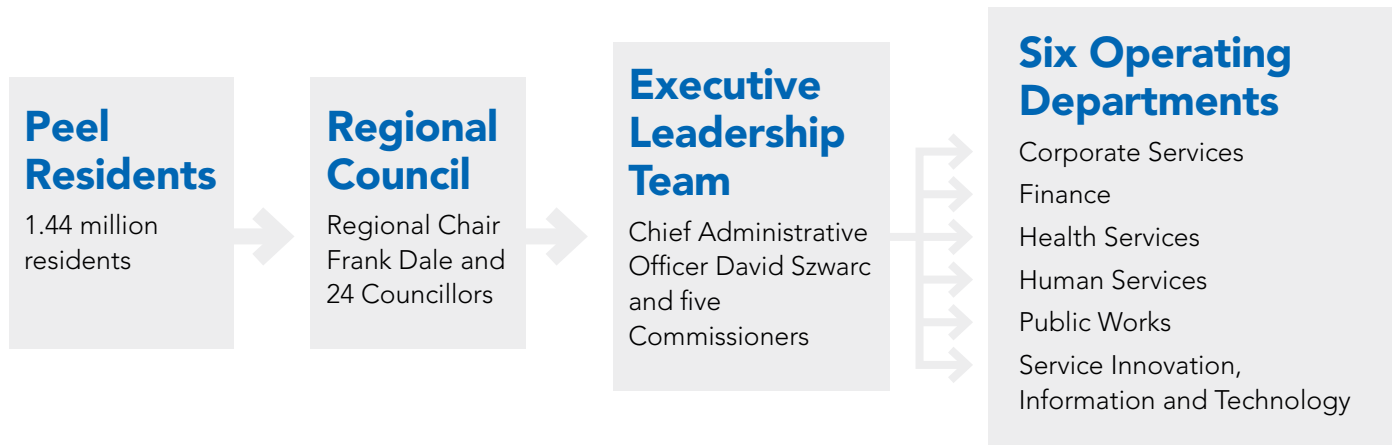 Peel
Residents
1.44 million
residents
Regional
Council
Regional Chair
Frank Dale and
24 Councillors
Executive
Leadership
Team
Chief Administrative
Officer David Szwarc
and five
Commissioners
Six Operating
Departments
Corporate Services
Finance
Health Services
Human Services
Public Works
Service Innovation,
Information and Technology